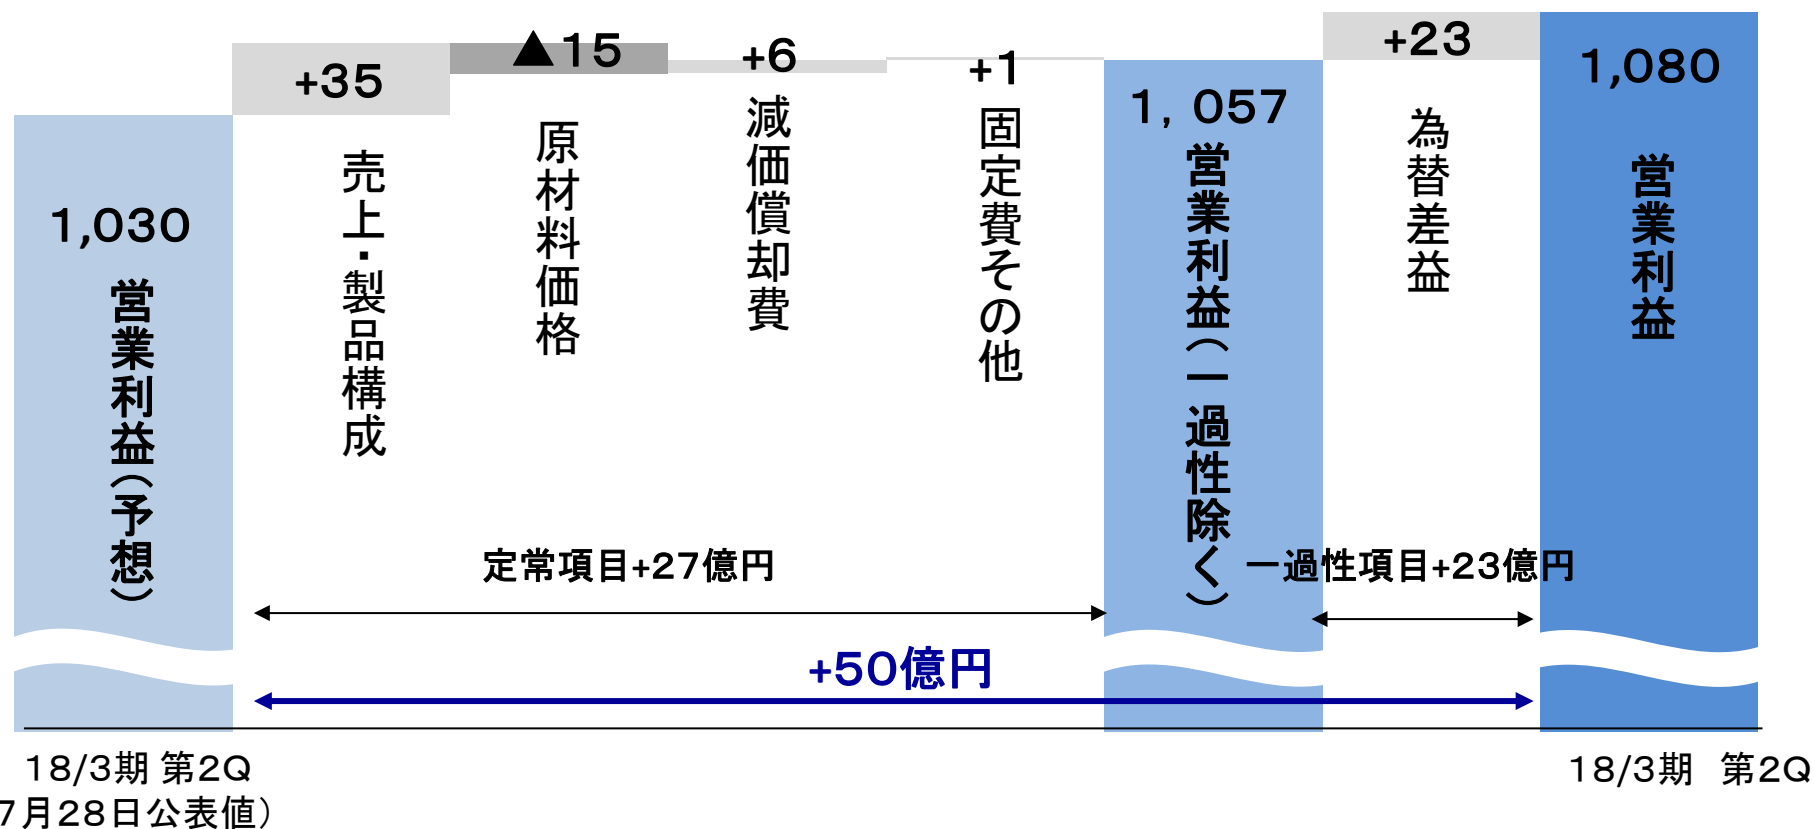 1,030
営業利益(予想)
+35
売上・製品構成
▲15
原材料価格
+6
減価償却費
+1
固定費その他
1,057
営業利益(一過性除く)
+23
為替差益
1,080
営業利益
定常項目+27億円
一過性項目+23億円
+50億円
18/3期 第2Q
7月28日公表値)
18/3期 第2Q